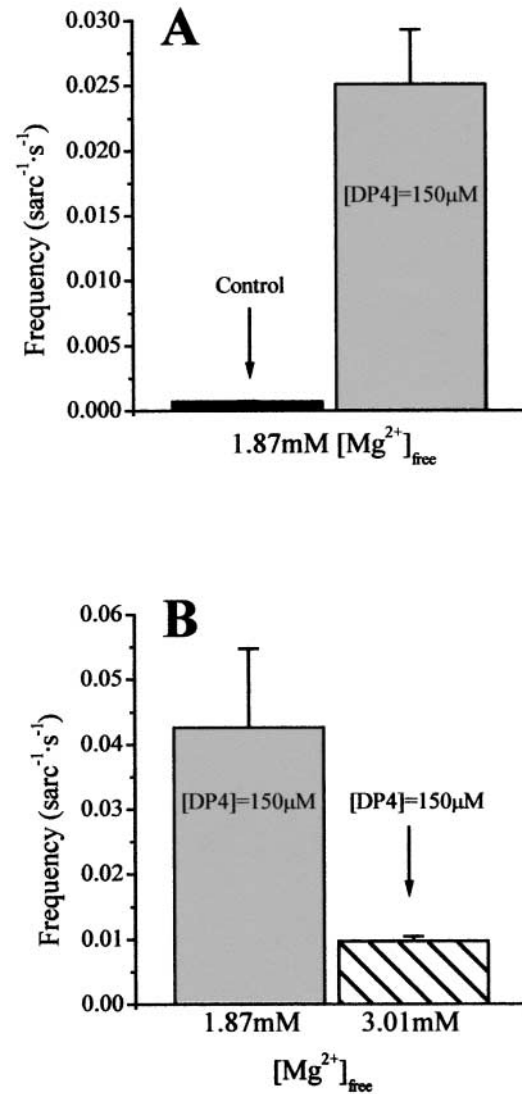 A
0.030
0.025
0.020
0.015
0.010
0.005
0.000
Frequency (sarc⁻¹·s⁻¹)
[DP4]=150μM
Control
1.87mM [Mg²⁺]free
B
0.06
0.05
0.04
0.03
0.02
0.01
0.00
Frequency (sarc⁻¹·s⁻¹)
[DP4]=150μM [DP4]=150μM
1.87mM 3.01mM
[Mg²⁺]free